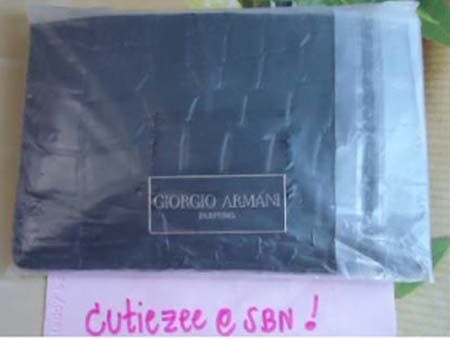 GIORGIO ARMANI
PARFUMS
cutiezee @ SBN !